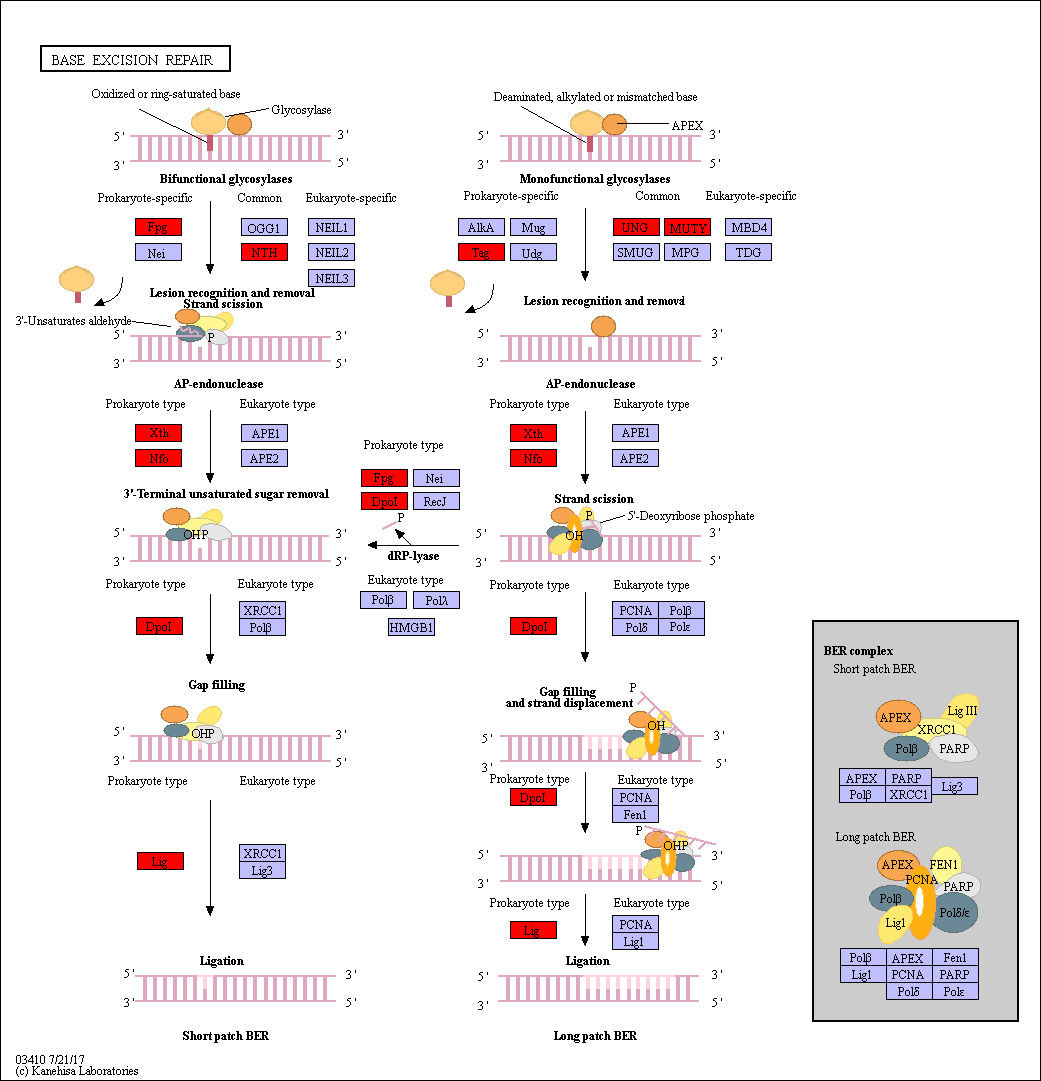 BASE EXCISION REPAIR
Oxidized or ring-saturated base
Glycosylase
5'
3'
3'
5'
Bifunctional glycosylases
Prokaryote-specific
Common
Eukaryote-specific
Fpg
OGG1
NEIL1
Nei
NTH
NEIL2
NEIL3
Lesion recognition and removal
Strand scission
3'-Unsaturates aldehyde
P
5'
3'
3'
5'
AP-endonuclease
Prokaryote type
Eukaryote type
Xth
APE1
Nfo
APE2
3'-Terminal unsaturated sugar removal
OHP
5'
3'
3'
5'
Prokaryote type
Eukaryote type
XRCC1
DpoI
Polβ
Gap filling
OHP
5'
3'
3'
5'
Prokaryote type
Eukaryote type
Lig
XRCC1
Lig3
Ligation
5'
3'
3'
5'
Short patch BER
Prokaryote type
Fpg
Nei
DpoI
RecJ
P
dRP-lyase
Eukaryote type
Polβ
Polλ
HMGB1
Deaminated, alkylated or mismatched base
APEX
5'
3'
3'
5'
Monofunctional glycosylases
Prokaryote-specific
Common
Eukaryote-specific
AlkA
Mug
UNG
MUTY
MBD4
Tag
Udg
SMUG
MPG
TDG
Lesion recognition and removal
5'
3'
3'
5'
AP-endonuclease
Prokaryote type
Eukaryote type
Xth
APE1
Nfo
APE2
Strand scission
P
5'-Deoxyribose phosphate
OH
5'
3'
3'
5'
Prokaryote type
Eukaryote type
PCNA
Polβ
DpoI
Polδ
Polε
Gap filling
and strand displacement
P
OH
5'
3'
3'
5'
Prokaryote type
Eukaryote type
DpoI
PCNA
Fen1
P
OHP
5'
3'
3'
5'
Prokaryote type
Eukaryote type
Lig
PCNA
Lig1
Ligation
5'
3'
3'
5'
Long patch BER
BER complex
Short patch BER
APEX
Lig III
XRCC1
Polβ
PARP
APEX
PARP
Lig3
Polβ
XRCC1
Long patch BER
APEX
FEN1
PCNA
PARP
Polβ
Polδ/ε
Lig1
Polβ
APEX
Fen1
Lig1
PCNA
PARP
Polδ
Polε
03410 7/21/17
(c) Kanehisa Laboratories